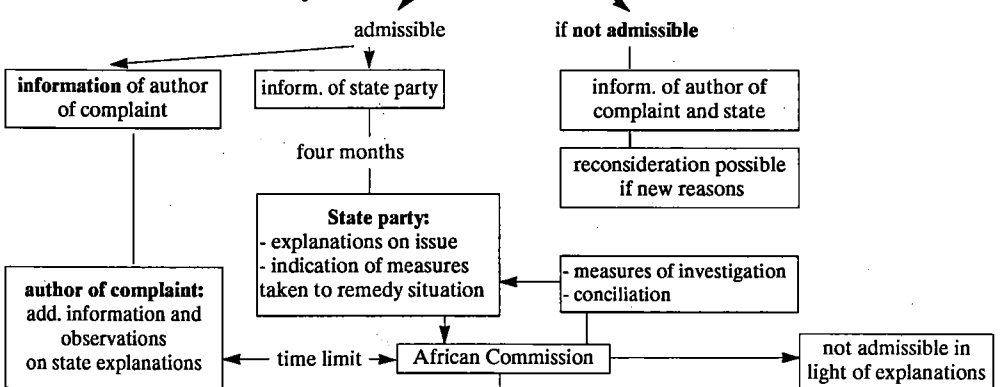 admissible
if not admissible
information of author
of complaint
inform. of state party
inform. of author of
complaint and state
four months
reconsideration possible
if new reasons
State party:
- explanations on issue
- indication of measures
taken to remedy situation
- measures of investigation
- conciliation
author of complaint:
add. information and
observations
on state explanations
time limit
African Commission
not admissible in
light of explanations